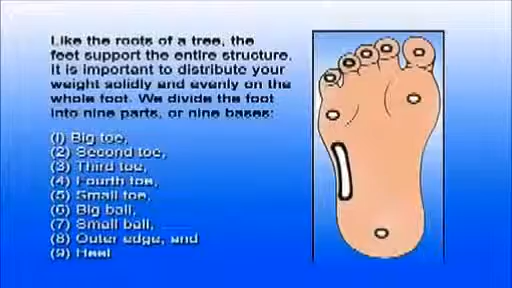 Like the roots of a tree, the
feet support the entire structure.
It is important to distribute your
weight solidly and evenly on the
whole foot. We divide the foot
into nine parts, or nine bases:
(1) Big toe,
(2) Second toe,
(3) Third toe,
(4) Fourth toe,
(5) Small toe,
(6) Big ball,
(7) Small ball,
(8) Outer edge, and
(9) Heel